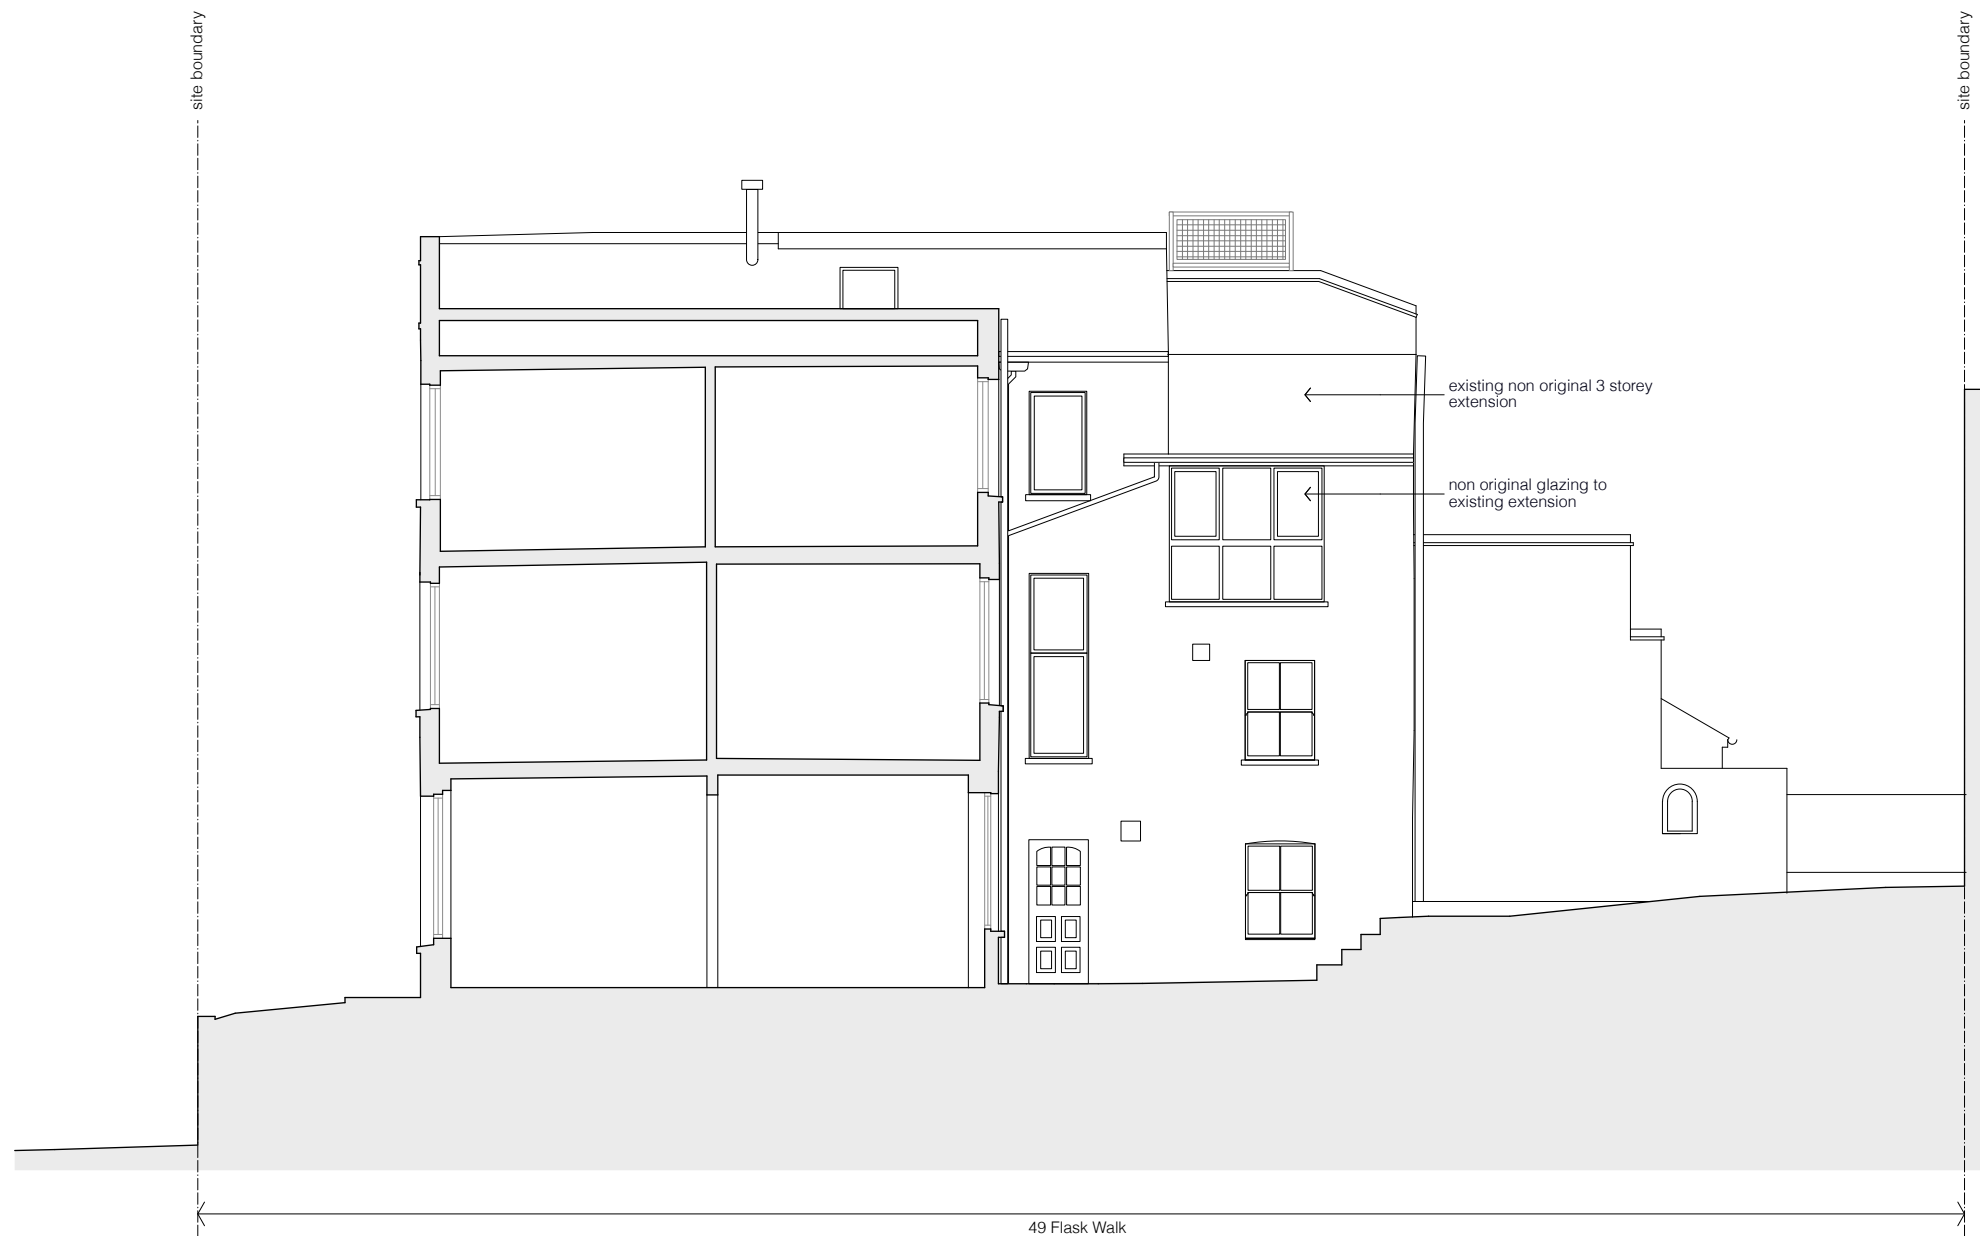 site boundary
site boundary
existing non original 3 storey
extension
non original glazing to
existing extension
49 Flask Walk